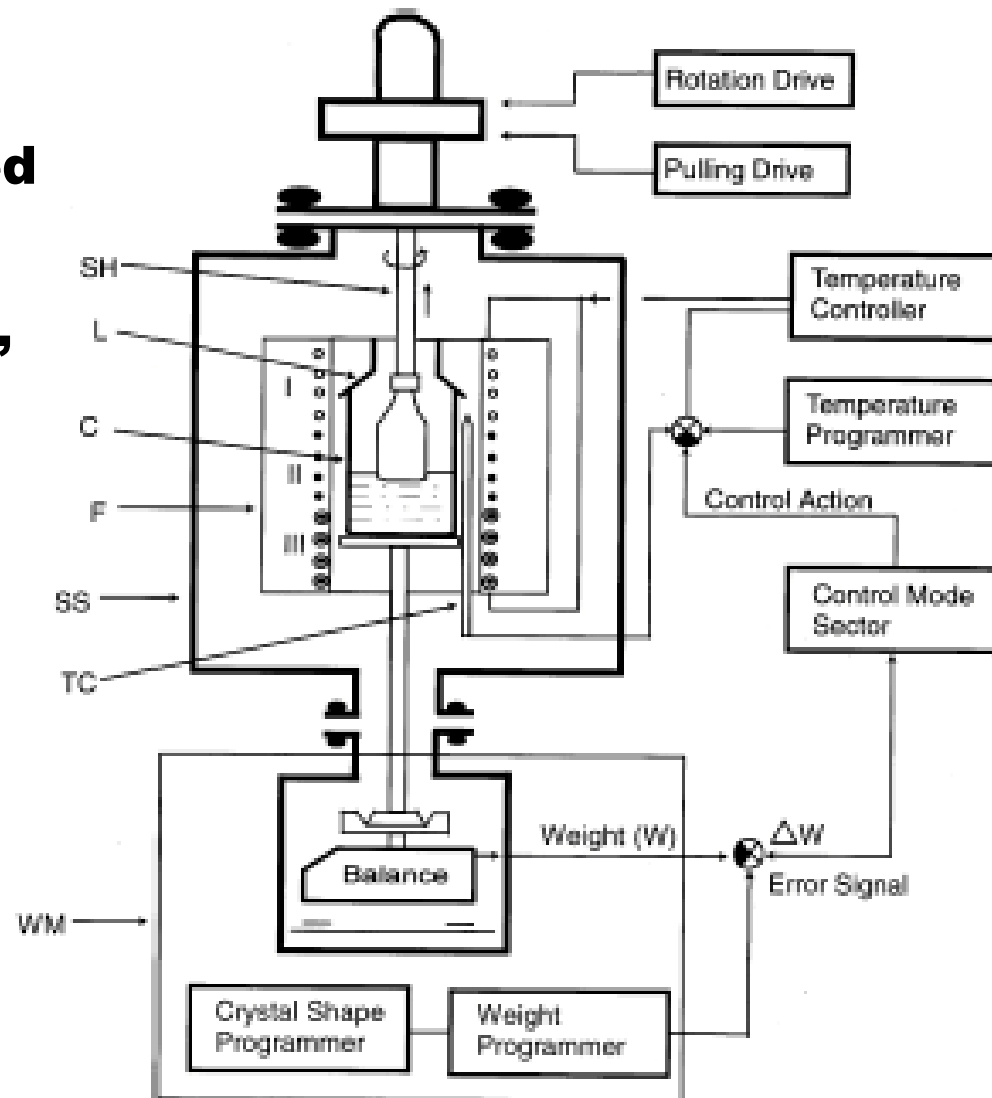 Rotation Drive
ed
Pulling Drive
SH
Temperature
Controller
,
L
I
Temperature
Programmer
C
II
Control Action
F
III
SS
Control Mode
Sector
TC
Weight (W)
ΔW
Balance
Error Signal
WM
Crystal Shape
Programmer
Weight
Programmer